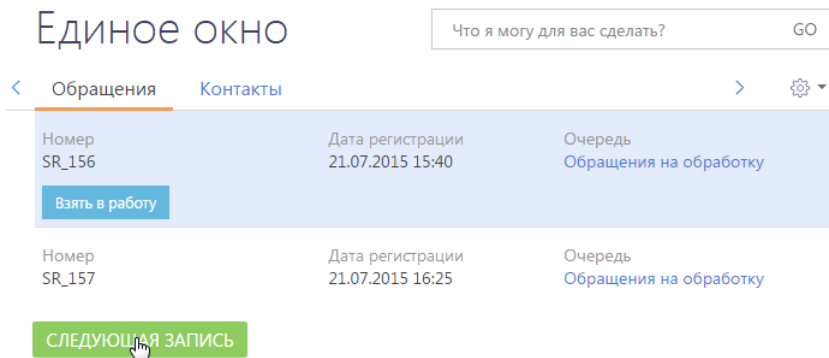 Единое окно
Что я могу для вас сделать? GO
Обращения Контакты
Номер Дата регистрации Очередь
SR_156 21.07.2015 15:40 Обращения на обработку
Взять в работу
Номер Дата регистрации Очередь
SR_157 21.07.2015 16:25 Обращения на обработку
СЛЕДУЮЩАЯ ЗАПИСЬ